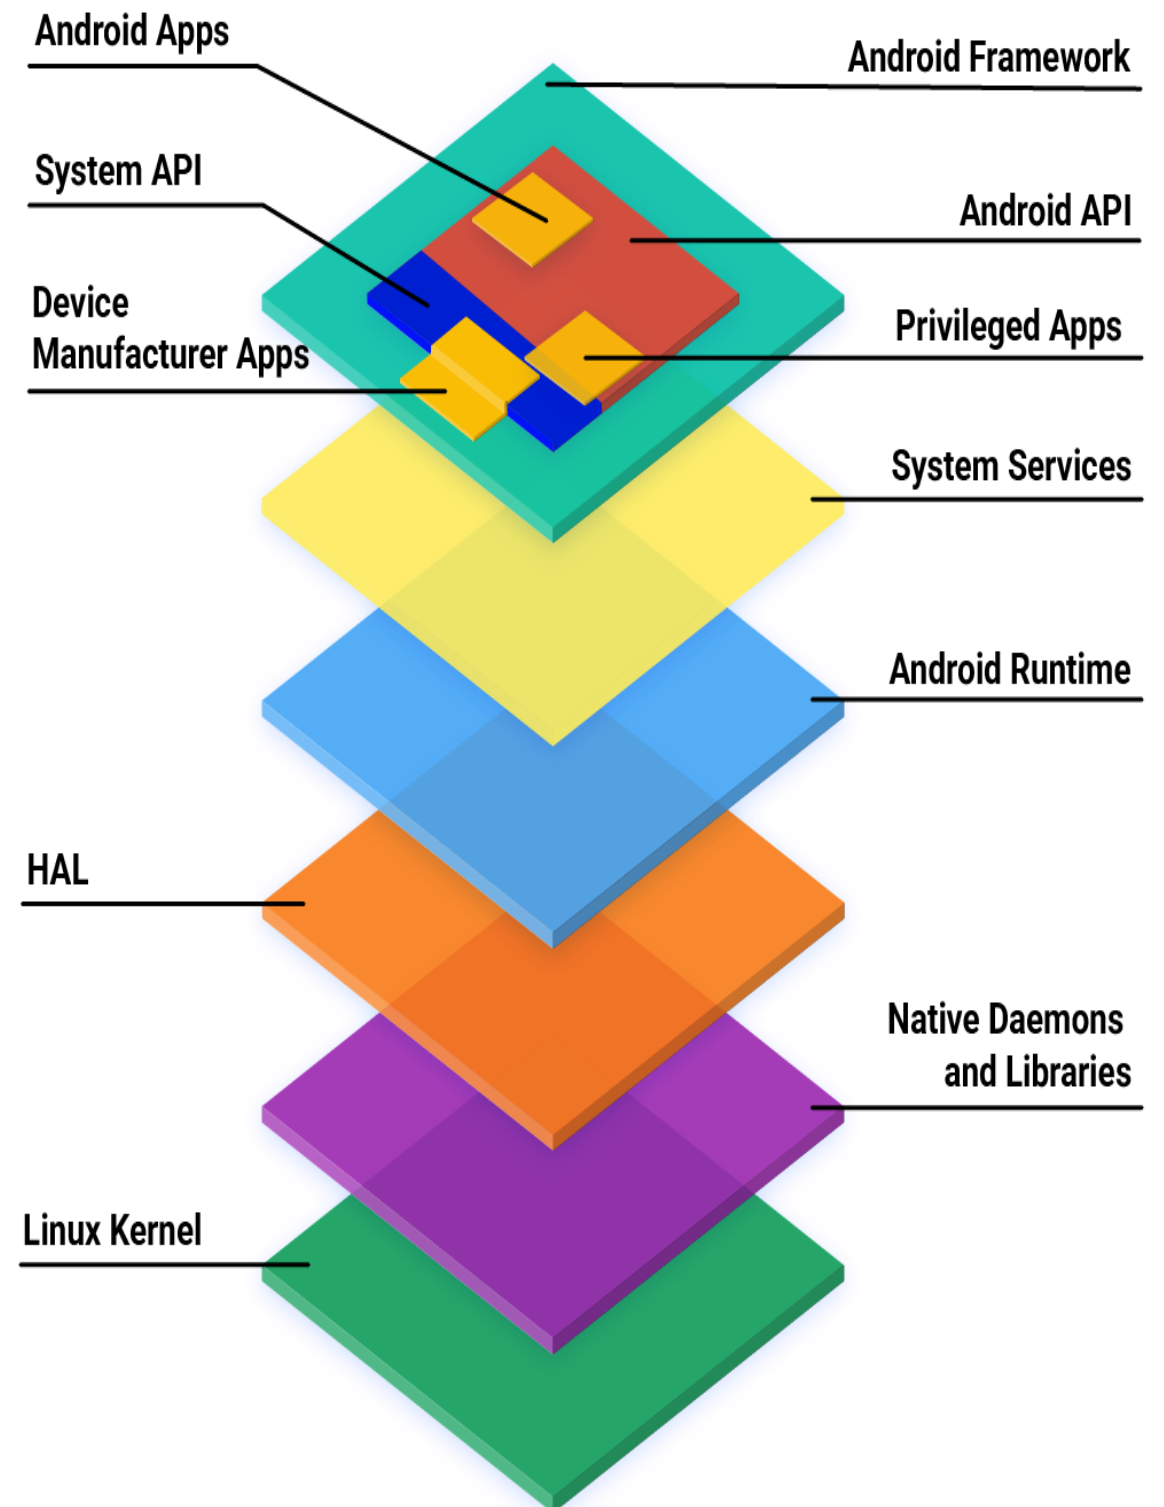 Android Apps
Android Framework
System API
Android API
Device
Manufacturer Apps
Privileged Apps
System Services
Android Runtime
HAL
Native Daemons
and Libraries
Linux Kernel